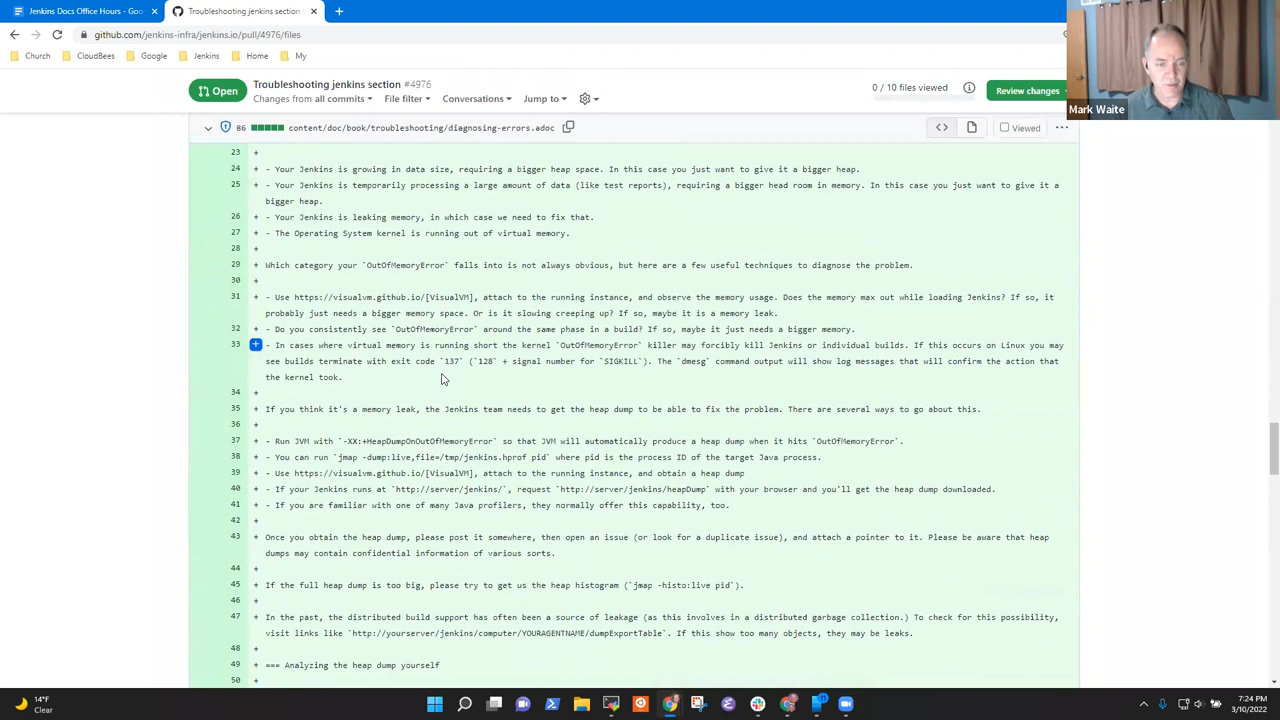 Jenkins Docs Office Hours - Goo
Troubleshooting jenkins section
github.com/jenkins-infra/jenkins.io/pull/4976/files
Church
CloudBees
Google
Jenkins
Home
My
Open
Troubleshooting jenkins section #4976
Changes from all commits
File filter
Conversations
Jump to
0 / 10 files viewed
Review changes
Mark Waite
86 content/doc/book/troubleshooting/diagnosing-errors.adoc
Viewed
23 +
24 + - Your Jenkins is growing in data size, requiring a bigger heap space. In this case you just want to give it a bigger heap.
25 + - Your Jenkins is temporarily processing a large amount of data (like test reports), requiring a bigger head room in memory. In this case you just want to give it a
bigger heap.
26 + - Your Jenkins is leaking memory, in which case we need to fix that.
27 + - The Operating System kernel is running out of virtual memory.
28 +
29 + Which category your `OutOfMemoryError` falls into is not always obvious, but here are a few useful techniques to diagnose the problem.
30 +
31 + - Use https://visualvm.github.io/[VisualVM], attach to the running instance, and observe the memory usage. Does the memory max out while loading Jenkins? If so, it
probably just needs a bigger memory space. Or is it slowing creeping up? If so, maybe it is a memory leak.
32 + - Do you consistently see `OutOfMemoryError` around the same phase in a build? If so, maybe it just needs a bigger memory.
33 + - In cases where virtual memory is running short the kernel `OutOfMemoryError` killer may forcibly kill Jenkins or individual builds. If this occurs on Linux you may
see builds terminate with exit code `137` (`128` + signal number for `SIGKILL`). The `dmesg` command output will show log messages that will confirm the action that
the kernel took.
34 +
35 + If you think it's a memory leak, the Jenkins team needs to get the heap dump to be able to fix the problem. There are several ways to go about this.
36 +
37 + - Run JVM with `-XX:+HeapDumpOnOutOfMemoryError` so that JVM will automatically produce a heap dump when it hits `OutOfMemoryError`.
38 + - You can run `jmap -dump:live,file=/tmp/jenkins.hprof pid` where pid is the process ID of the target Java process.
39 + - Use https://visualvm.github.io/[VisualVM], attach to the running instance, and obtain a heap dump
40 + - If your Jenkins runs at `http://server/jenkins/`, request `http://server/jenkins/heapDump` with your browser and you'll get the heap dump downloaded.
41 + - If you are familiar with one of many Java profilers, they normally offer this capability, too.
42 +
43 + Once you obtain the heap dump, please post it somewhere, then open an issue (or look for a duplicate issue), and attach a pointer to it. Please be aware that heap
dumps may contain confidential information of various sorts.
44 +
45 + If the full heap dump is too big, please try to get us the heap histogram (`jmap -histo:live pid`).
46 +
47 + In the past, the distributed build support has often been a source of leakage (as this involves in a distributed garbage collection.) To check for this possibility,
visit links like `http://yourserver/jenkins/computer/YOURAGENTNAME/dumpExportTable`. If this show too many objects, they may be leaks.
48 +
49 + === Analyzing the heap dump yourself
50 +
14°F
Clear
7:24 PM
3/10/2022